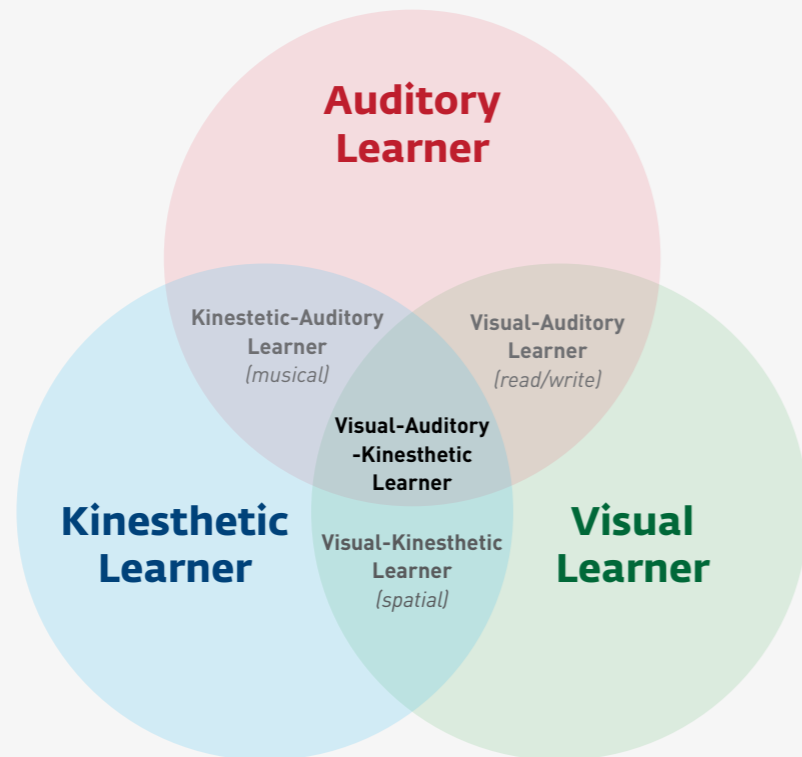 Auditory
Learner
Kinestetic-Auditory
Learner
(musical)
Visual-Auditory
Learner
(read/write)
Visual-Auditory
-Kinesthetic
Learner
Kinesthetic
Learner
Visual-Kinesthetic
Learner
(spatial)
Visual
Learner